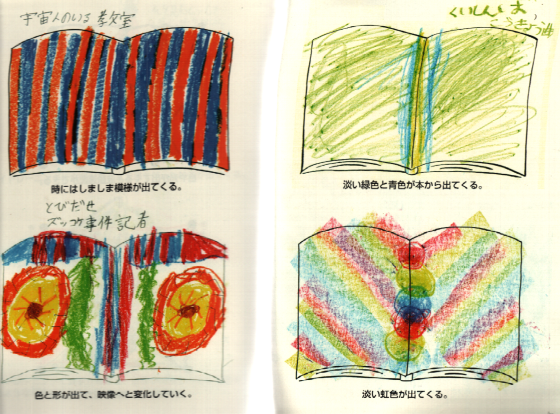 宇宙人のいる教室
時にはしましま模様が出てくる。
とびだせ
ズッコケ事件記者
色と形が出て、映像へと変化していく。
くいしんぼ
淡い緑色と青色が本から出てくる。
淡い虹色が出てくる。